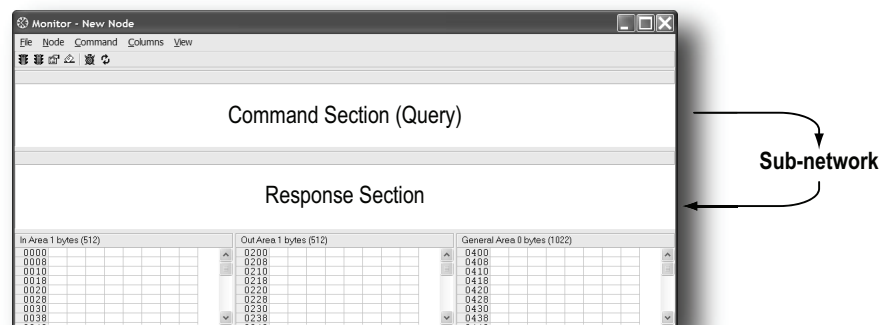 Monitor - New Node
File Node Command Columns View
Command Section (Query)
Sub-network
Response Section
In Area 1 bytes (512) Out Area 1 bytes (512) General Area 0 bytes (1022)
0000 0200 0400
0008 0208 0408
0010 0210 0410
0018 0218 0418
0020 0220 0420
0028 0228 0428
0030 0230 0430
0038 0238 0438